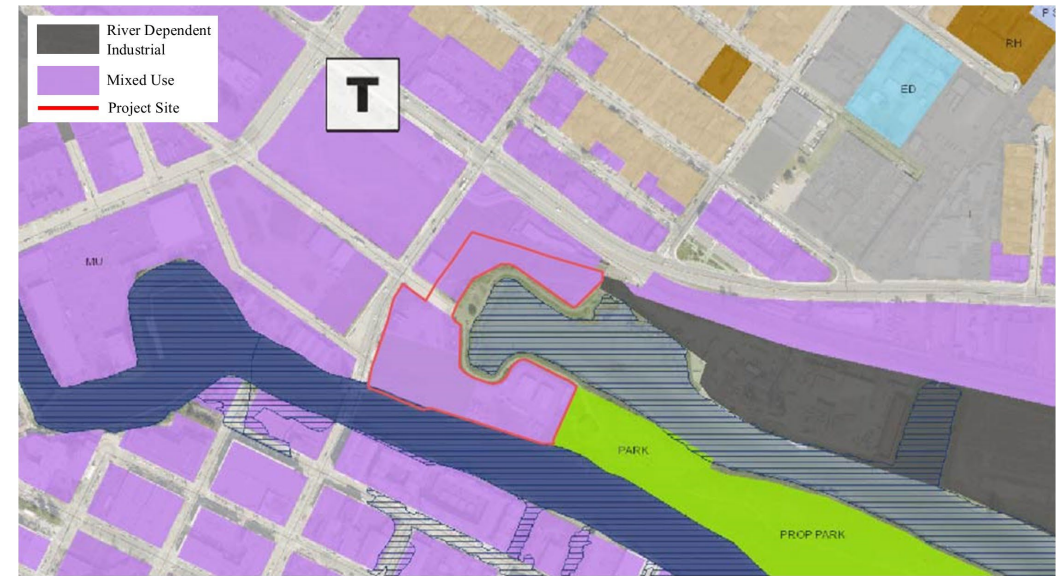 River Dependent
Industrial
Mixed Use
Project Site
T
P S
RH
ED
I
MU
PARK
PROP PARK